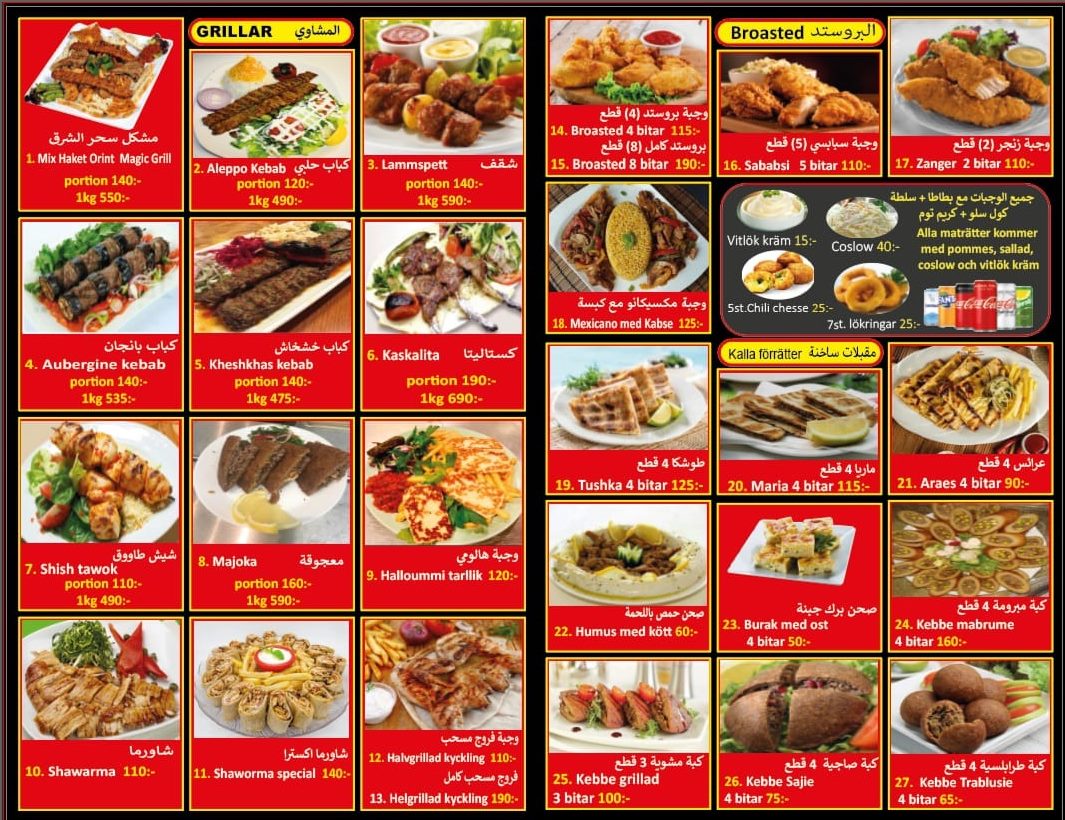 GRILLAR المشاوي
مشكل سحر الشرق
1. Mix Haket Orint Magic Grill
portion 140:-
1kg 550:-
2. Aleppo Kebab كباب حلبي
portion 120:-
1kg 490:-
3. Lammspett شقف
portion 140:-
1kg 590:-
كباب بانجان
4. Aubergine kebab
portion 140:-
1kg 535:-
كباب خشخاش
5. Kheshkhas kebab
portion 140:-
1kg 475:-
6. Kaskalita كستاليتا
portion 190:-
1kg 690:-
شيش طاووق
7. Shish tawok
portion 110:-
1kg 490:-
8. Majoka معجوقة
portion 160:-
1kg 590:-
وجبة هالومي
9. Halloummi tarllik 120:-
شاورما
10. Shawarma 110:-
شاورما اكسترا
11. Shaworma special 140:-
وجبة فروج مسحب
12. Halvgrillad kyckling 110:-
فروج مسحب كامل
13. Helgrillad kyckling 190:-
Broasted البروستد
وجبة بروستد (4) قطع
14. Broasted 4 bitar 115:-
بروستد كامل (8) قطع
15. Broasted 8 bitar 190:-
وجبة سبابسي (5) قطع
16. Sababsi 5 bitar 110:-
وجبة زنجر (2) قطع
17. Zanger 2 bitar 110:-
وجبة مكسيكانو مع كبسة
18. Mexicano med Kabse 125:-
Vitlök kräm 15:-
Coslow 40:-
5st.Chili chesse 25:-
7st. lökringar 25:-
جميع الوجبات مع بطاطا + سلطة
كول سلو + كريم توم
Alla maträtter kommer
med pommes, sallad,
coslow och vitlök kräm
Kalla förrätter مقبلات ساخنة
طوشكا 4 قطع
19. Tushka 4 bitar 125:-
ماريا 4 قطع
20. Maria 4 bitar 115:-
عرائس 4 قطع
21. Araes 4 bitar 90:-
صحن حمص باللحمة
22. Humus med kött 60:-
صحن برك جبنة
23. Burak med ost
4 bitar 50:-
كبة مبرومة 4 قطع
24. Kebbe mabrume
4 bitar 160:-
كبة مشوية 3 قطع
25. Kebbe grillad
3 bitar 100:-
كبة صاجية 4 قطع
26. Kebbe Sajie
4 bitar 75:-
كبة طرابلسية 4 قطع
27. Kebbe Trablusie
4 bitar 65:-